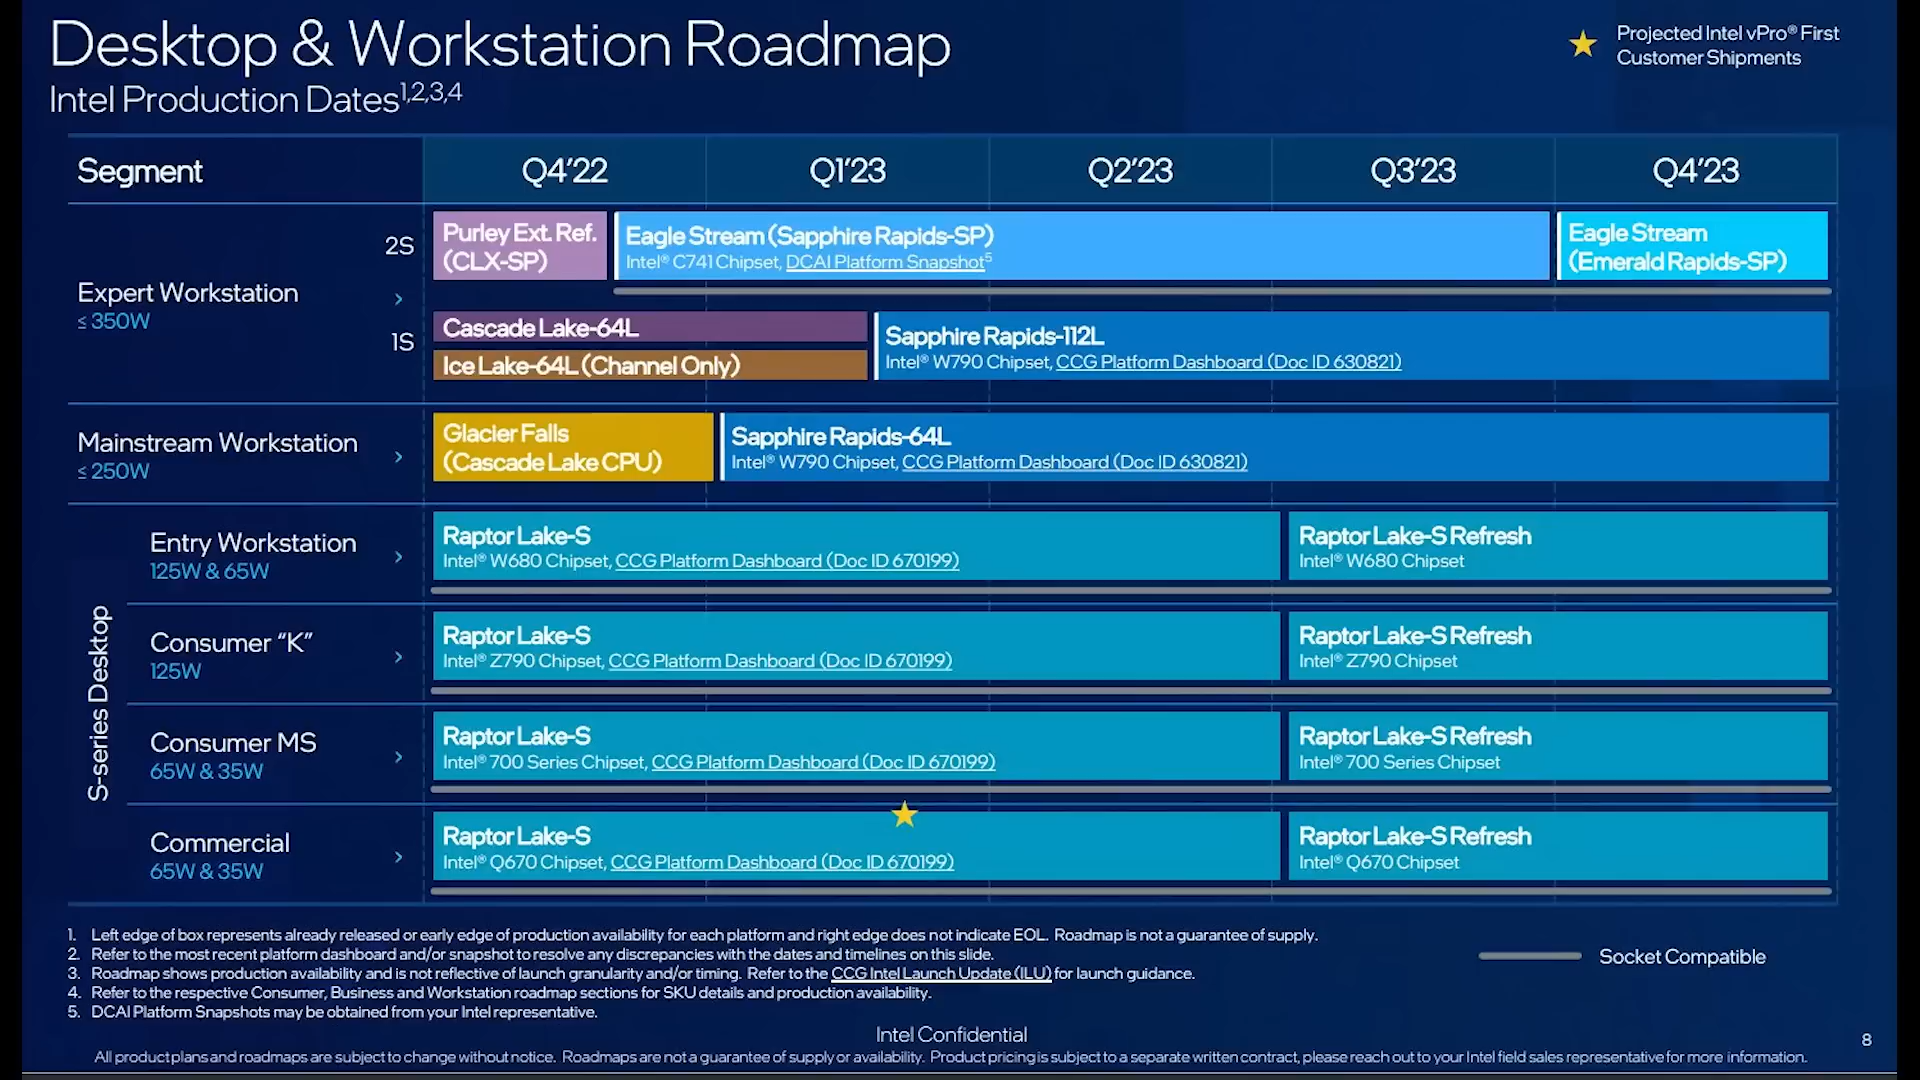 Desktop & Workstation Roadmap
Intel Production Dates1,2,3,4
★ Projected Intel vPro® First
Customer Shipments
Segment
Q4'22
Q1'23
Q2'23
Q3'23
Q4'23
Expert Workstation
≤ 350W
2S
Purley Ext. Ref.
(CLX-SP)
Eagle Stream (Sapphire Rapids-SP)
Intel® C741 Chipset, DCAI Platform Snapshot5
Eagle Stream
(Emerald Rapids-SP)
1S
Cascade Lake-64L
Ice Lake-64L (Channel Only)
Sapphire Rapids-112L
Intel® W790 Chipset, CCG Platform Dashboard (Doc ID 630821)
Mainstream Workstation
≤ 250W
Glacier Falls
(Cascade Lake CPU)
Sapphire Rapids-64L
Intel® W790 Chipset, CCG Platform Dashboard (Doc ID 630821)
S-series Desktop
Entry Workstation
125W & 65W
Raptor Lake-S
Intel® W680 Chipset, CCG Platform Dashboard (Doc ID 670199)
Raptor Lake-S Refresh
Intel® W680 Chipset
Consumer “K”
125W
Raptor Lake-S
Intel® Z790 Chipset, CCG Platform Dashboard (Doc ID 670199)
Raptor Lake-S Refresh
Intel® Z790 Chipset
Consumer MS
65W & 35W
Raptor Lake-S
Intel® 700 Series Chipset, CCG Platform Dashboard (Doc ID 670199)
Raptor Lake-S Refresh
Intel® 700 Series Chipset
Commercial
65W & 35W
Raptor Lake-S
Intel® Q670 Chipset, CCG Platform Dashboard (Doc ID 670199)
Raptor Lake-S Refresh
Intel® Q670 Chipset
1. Left edge of box represents already released or early edge of production availability for each platform and right edge does not indicate EOL. Roadmap is not a guarantee of supply.
2. Refer to the most recent platform dashboard and/or snapshot to resolve any discrepancies with the dates and timelines on this slide.
3. Roadmap shows production availability and is not reflective of launch granularity and/or timing. Refer to the CCG Intel Launch Update (ILU) for launch guidance.
4. Refer to the respective Consumer, Business and Workstation roadmap sections for SKU details and production availability.
5. DCAI Platform Snapshots may be obtained from your Intel representative.
Socket Compatible
Intel Confidential
8
All product plans and roadmaps are subject to change without notice. Roadmaps are not a guarantee of supply or availability. Product pricing is subject to a separate written contract, please reach out to your Intel field sales representative for more information.